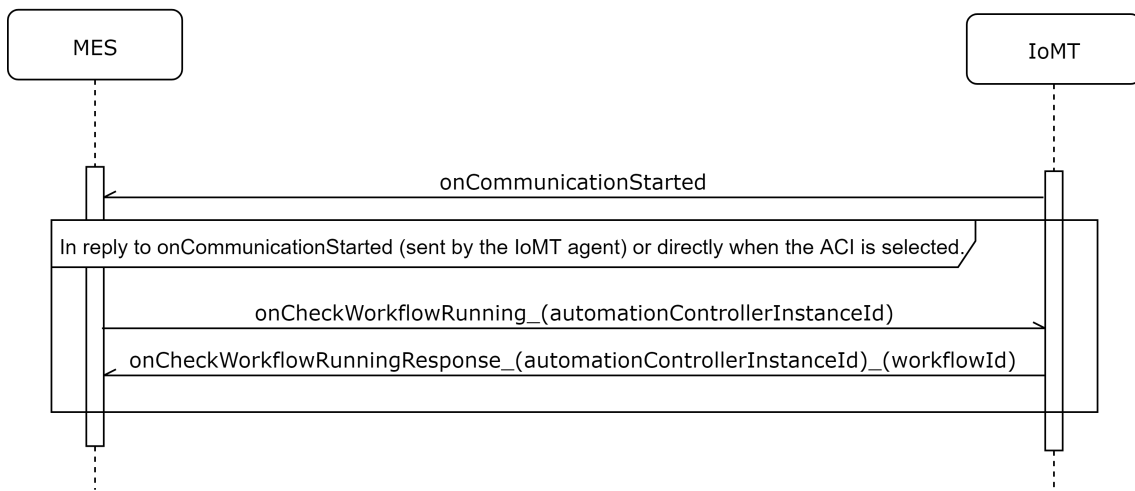 MES
IoMT
onCommunicationStarted
In reply to onCommunicationStarted (sent by the IoMT agent) or directly when the ACI is selected.
onCheckWorkflowRunning_(automationControllerInstanceId)
onCheckWorkflowRunningResponse_(automationControllerInstanceId)_(workflowId)